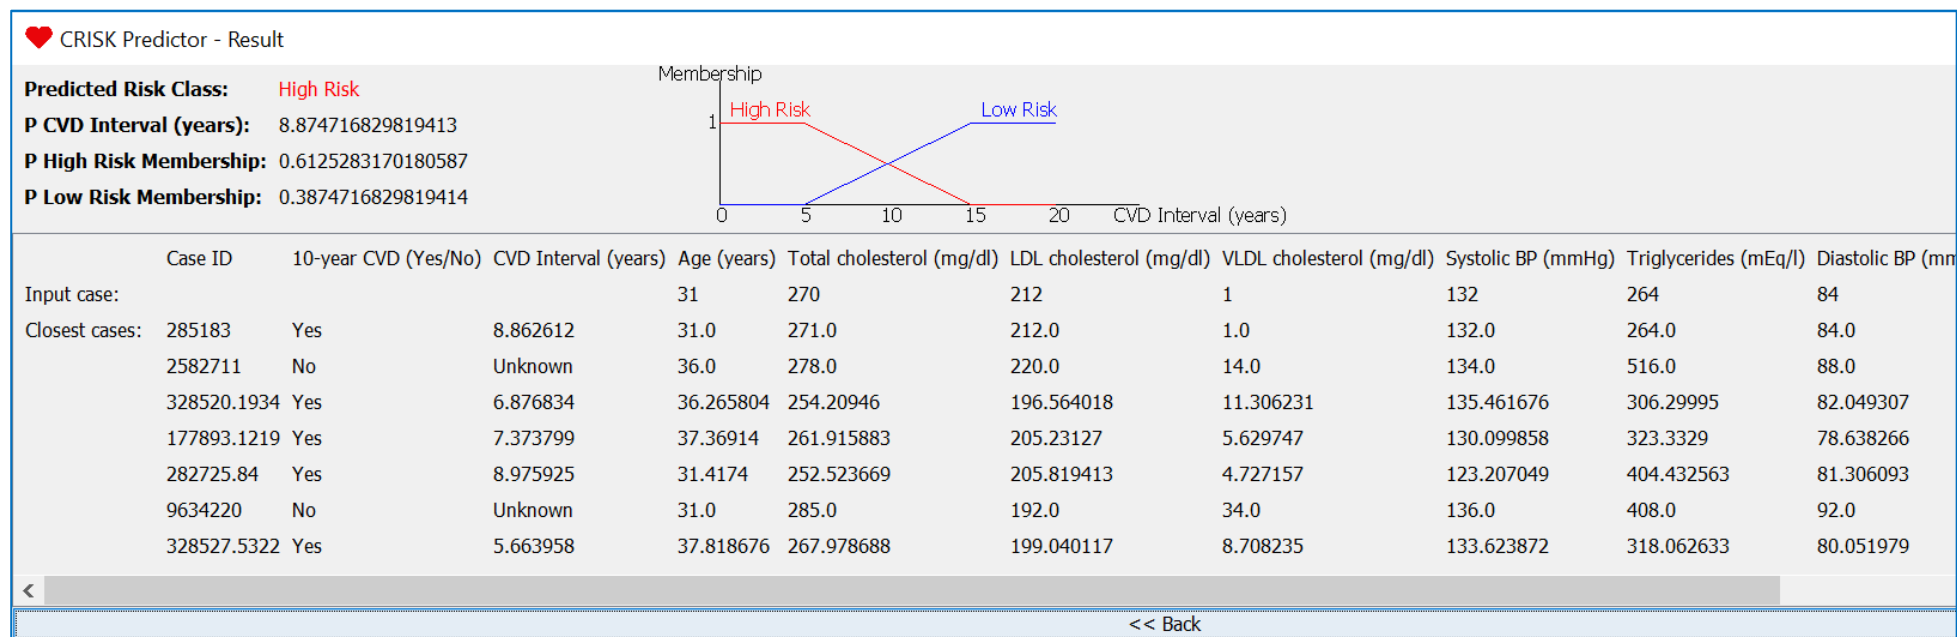 CRISK Predictor - Result
Predicted Risk Class: High Risk
P CVD Interval (years): 8.874716829819413
P High Risk Membership: 0.6125283170180587
P Low Risk Membership: 0.3874716829819414
Membership
High Risk Low Risk
1
0 5 10 15 20 CVD Interval (years)
Case ID 10-year CVD (Yes/No) CVD Interval (years) Age (years) Total cholesterol (mg/dl) LDL cholesterol (mg/dl) VLDL cholesterol (mg/dl) Systolic BP (mmHg) Triglycerides (mEq/l) Diastolic BP (mm
Input case: 31 270 212 1 132 264 84
Closest cases: 285183 Yes 8.862612 31.0 271.0 212.0 1.0 132.0 264.0 84.0
2582711 No Unknown 36.0 278.0 220.0 14.0 134.0 516.0 88.0
328520.1934 Yes 6.876834 36.265804 254.20946 196.564018 11.306231 135.461676 306.29995 82.049307
177893.1219 Yes 7.373799 37.36914 261.915883 205.23127 5.629747 130.099858 323.3329 78.638266
282725.84 Yes 8.975925 31.4174 252.523669 205.819413 4.727157 123.207049 404.432563 81.306093
9634220 No Unknown 31.0 285.0 192.0 34.0 136.0 408.0 92.0
328527.5322 Yes 5.663958 37.818676 267.978688 199.040117 8.708235 133.623872 318.062633 80.051979
<< Back